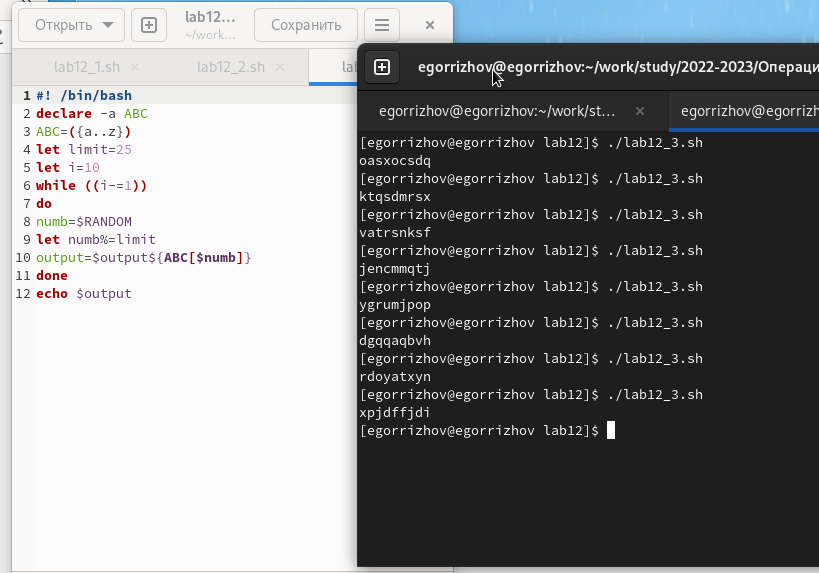 Открыть
lab12...
~/work...
Сохранить
lab12_1.sh
lab12_2.sh
lab
1 #! /bin/bash
2 declare -a ABC
3 ABC=({a..z})
4 let limit=25
5 let i=10
6 while ((i-=1))
7 do
8 numb=$RANDOM
9 let numb%=limit
10 output=$output${ABC[$numb]}
11 done
12 echo $output
egorrizhov@egorrizhov:~/work/study/2022-2023/Операци
egorrizhov@egorrizhov:~/work/st...
egorrizhov@egorrizh
[egorrizhov@egorrizhov lab12]$ ./lab12_3.sh
oasxocsdq
[egorrizhov@egorrizhov lab12]$ ./lab12_3.sh
ktqsdmrsx
[egorrizhov@egorrizhov lab12]$ ./lab12_3.sh
vatrsnksf
[egorrizhov@egorrizhov lab12]$ ./lab12_3.sh
jencmmqtj
[egorrizhov@egorrizhov lab12]$ ./lab12_3.sh
ygrumjpop
[egorrizhov@egorrizhov lab12]$ ./lab12_3.sh
dgqqaqbvh
[egorrizhov@egorrizhov lab12]$ ./lab12_3.sh
rdoyatxyn
[egorrizhov@egorrizhov lab12]$ ./lab12_3.sh
xpjdffjdi
[egorrizhov@egorrizhov lab12]$